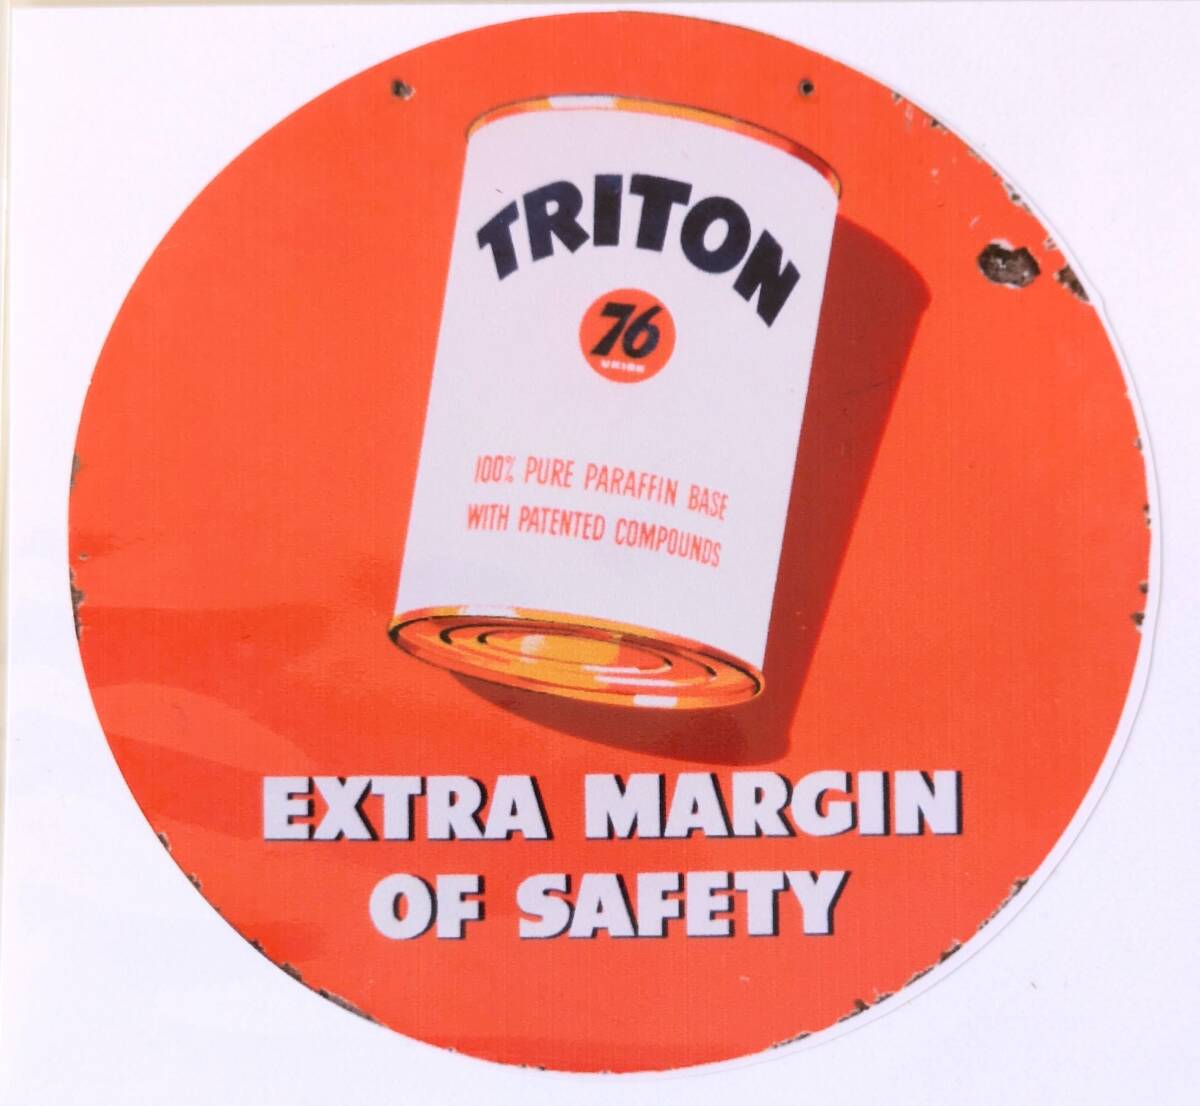 TRITON
76
UNION
100% PURE PARAFFIN BASE
WITH PATENTED COMPOUNDS
EXTRA MARGIN
OF SAFETY